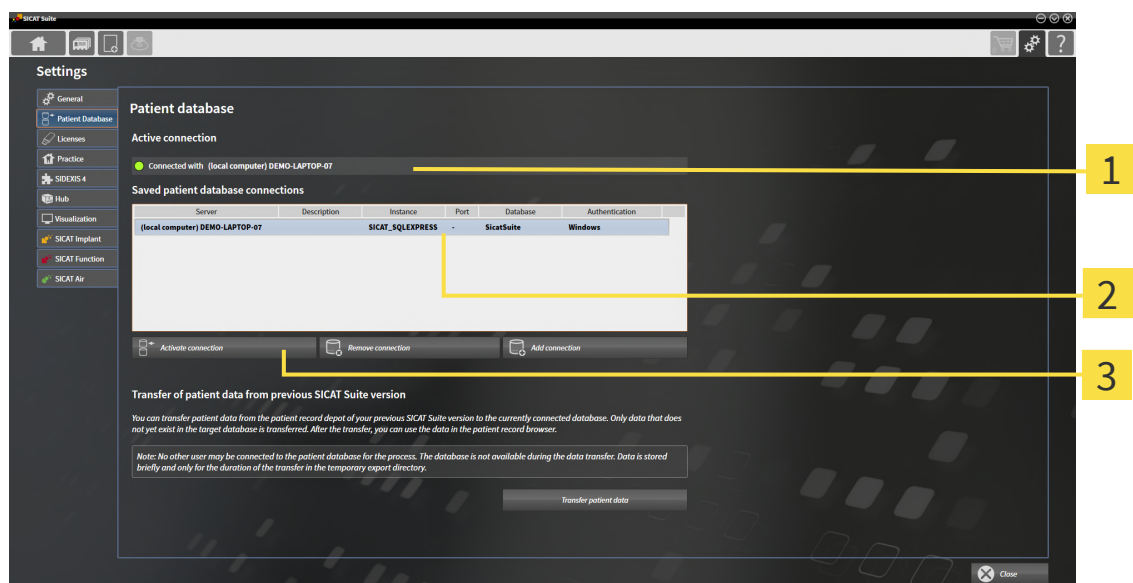 SICAT Suite
?
Settings
General
Patient Database
Licenses
Practice
SIDEXIS 4
Hub
Visualization
SICAT Implant
SICAT Function
SICAT Air
Patient database
Active connection
Connected with (local computer) DEMO-LAPTOP-07
Saved patient database connections
Server Description Instance Port Database Authentication
(local computer) DEMO-LAPTOP-07 SICAT_SQLEXPRESS - SicatSuite Windows
Activate connection Remove connection Add connection
Transfer of patient data from previous SICAT Suite version
You can transfer patient data from the patient record depot of your previous SICAT Suite version to the currently connected database. Only data that does
not yet exist in the target database is transferred. After the transfer, you can use the data in the patient record browser.
Note: No other user may be connected to the patient database for the process. The database is not available during the data transfer. Data is stored
briefly and only for the duration of the transfer in the temporary export directory.
Transfer patient data
Close
1
2
3